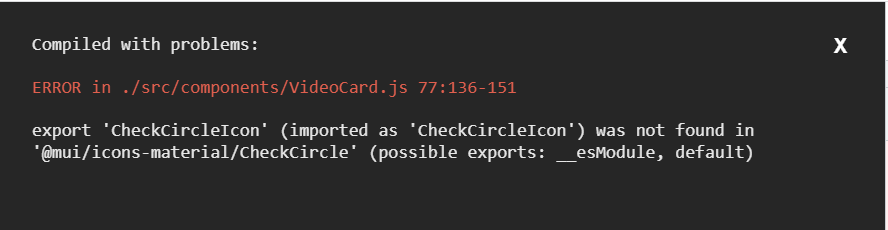 Compiled with problems:
X
ERROR in ./src/components/VideoCard.js 77:136-151
export 'CheckCircleIcon' (imported as 'CheckCircleIcon') was not found in
'@mui/icons-material/CheckCircle' (possible exports: __esModule, default)